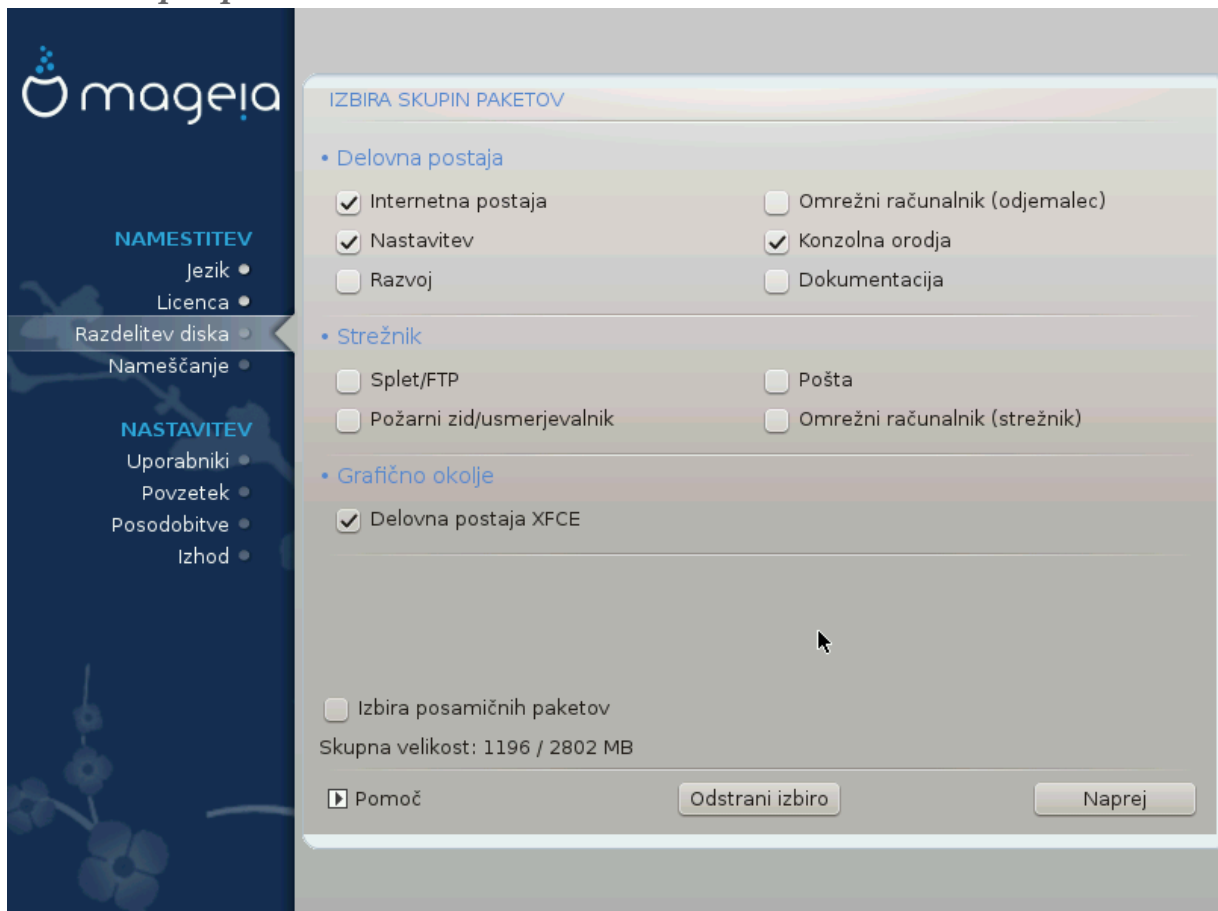 mageia
NAMESTITEV
Jezik
Licenca
Razdelitev diska
Nameščanje
NASTAVITEV
Uporabniki
Povzetek
Posodobitve
Izhod
IZBIRA SKUPIN PAKETOV
• Delovna postaja
Internetna postaja
Omrežni računalnik (odjemalec)
Nastavitev
Konzolna orodja
Razvoj
Dokumentacija
• Strežnik
Splet/FTP
Pošta
Požarni zid/usmerjevalnik
Omrežni računalnik (strežnik)
• Grafično okolje
Delovna postaja XFCE
Izbira posamičnih paketov
Skupna velikost: 1196 / 2802 MB
Pomoč
Odstrani izbiro
Naprej